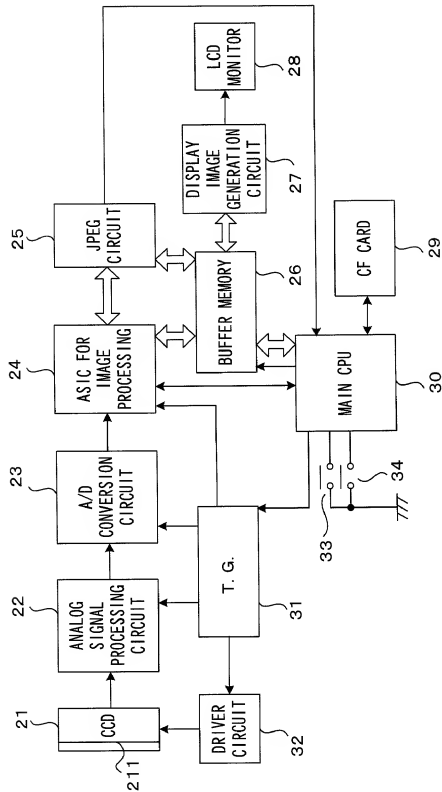 21
CCD
211
22
ANALOG
SIGNAL
PROCESSING
CIRCUIT
23
A/D
CONVERSION
CIRCUIT
24
ASIC FOR
IMAGE
PROCESSING
25
JPEG
CIRCUIT
BUFFER MEMORY
26
DISPLAY
IMAGE
GENERATION
CIRCUIT
27
LCD
MONITOR
28
DRIVER
CIRCUIT
32
T. G.
31
33
34
MAIN CPU
30
CF CARD
29